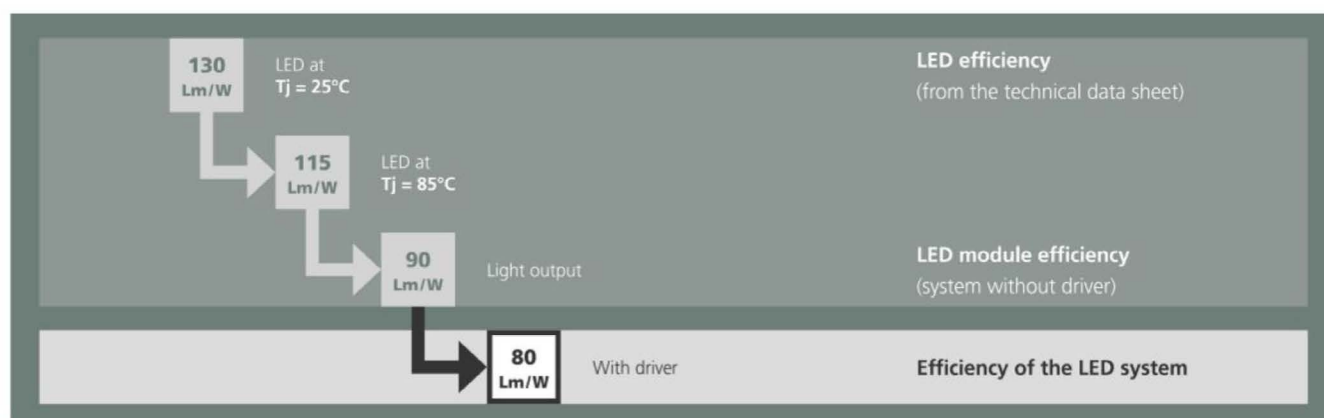 130
Lm/W
LED at
Tj = 25°C
LED efficiency
(from the technical data sheet)
115
Lm/W
LED at
Tj = 85°C
90
Lm/W
Light output
LED module efficiency
(system without driver)
80
Lm/W
With driver
Efficiency of the LED system